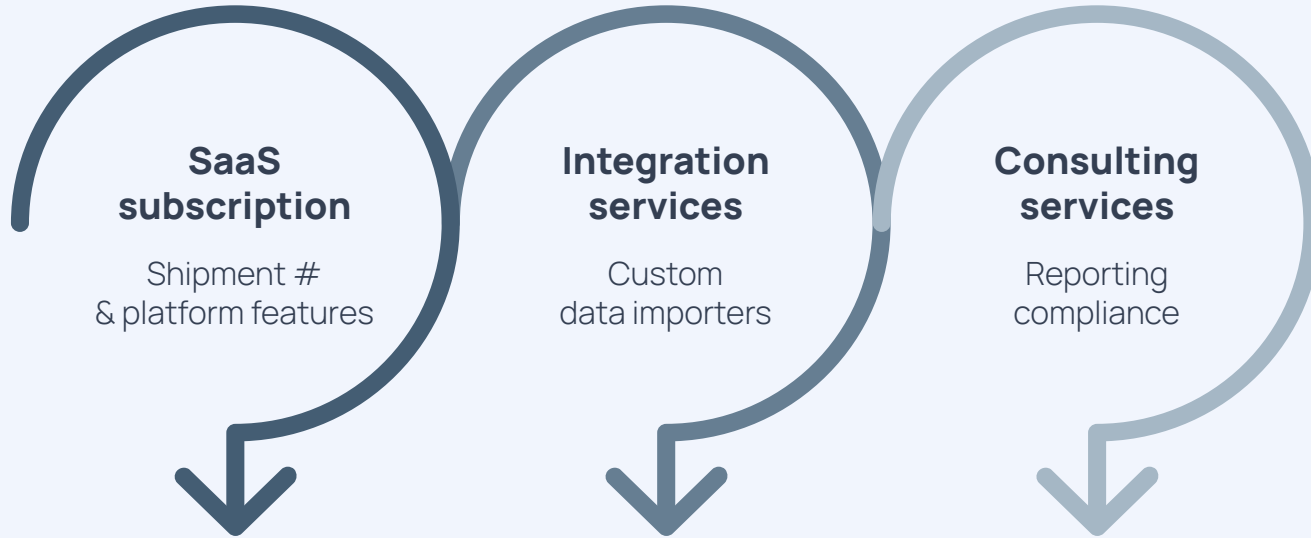 SaaS
subscription
Shipment #
& platform features
Integration
services
Custom
data importers
Consulting
services
Reporting
compliance